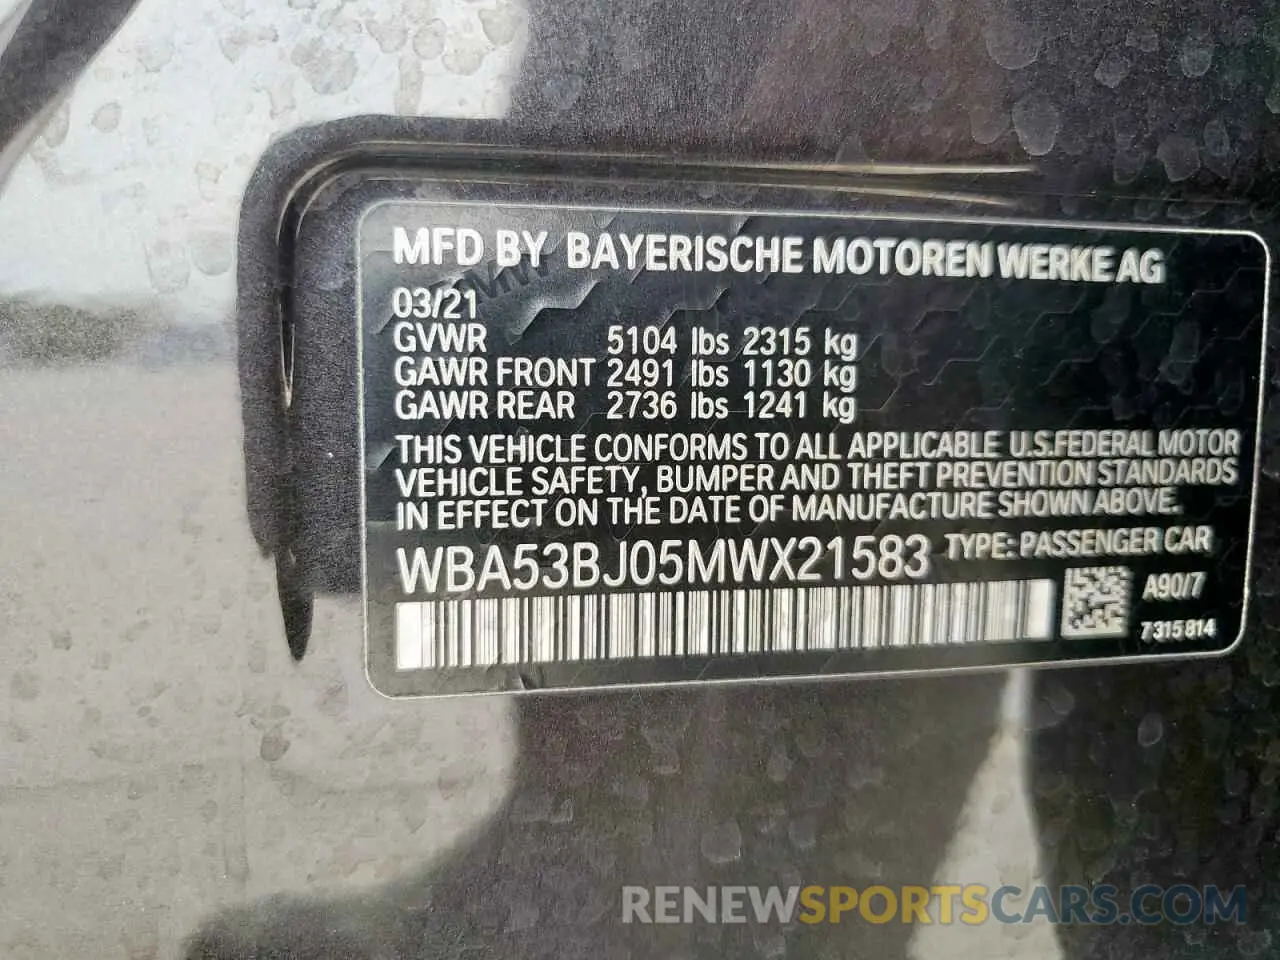 MFD BY BAYERISCHE MOTOREN WERKE AG
03/21
GVWR 5104 lbs 2315 kg
GAWR FRONT 2491 lbs 1130 kg
GAWR REAR 2736 lbs 1241 kg
THIS VEHICLE CONFORMS TO ALL APPLICABLE U.S.FEDERAL MOTOR
VEHICLE SAFETY, BUMPER AND THEFT PREVENTION STANDARDS
IN EFFECT ON THE DATE OF MANUFACTURE SHOWN ABOVE.
WBA53BJ05MWX21583 TYPE: PASSENGER CAR
A90/7
7315814
RENEWSPORTSCARS.COM